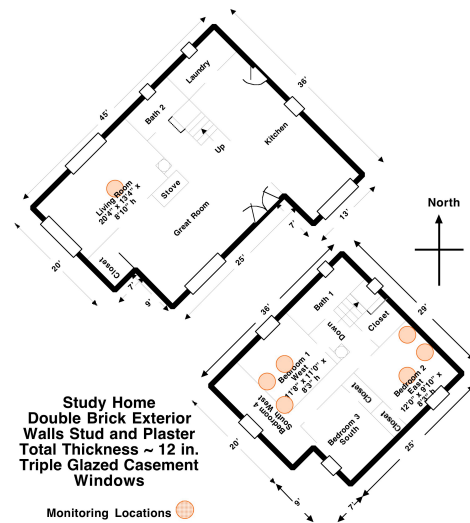 Laundry
36'
45'
Bath 2
Kitchen
Up
Living Room
20'4" x 13'4" x
8'10" h
Stove
Great Room
Closet
20'
7'
9'
25'
7'
13'
North
36'
Bath 1
Down
Closet
29'
Bedroom 1
West
11'8" x 11'0" x
8'3" h
Bedroom 2
East
12'0" x 9'10" x
8'3" h
Bedroom 4
South West
Closet
Closet
Bedroom 3
South
20'
9'
7'
25'
Study Home
Double Brick Exterior
Walls Stud and Plaster
Total Thickness ~ 12 in.
Triple Glazed Casement
Windows
Monitoring Locations